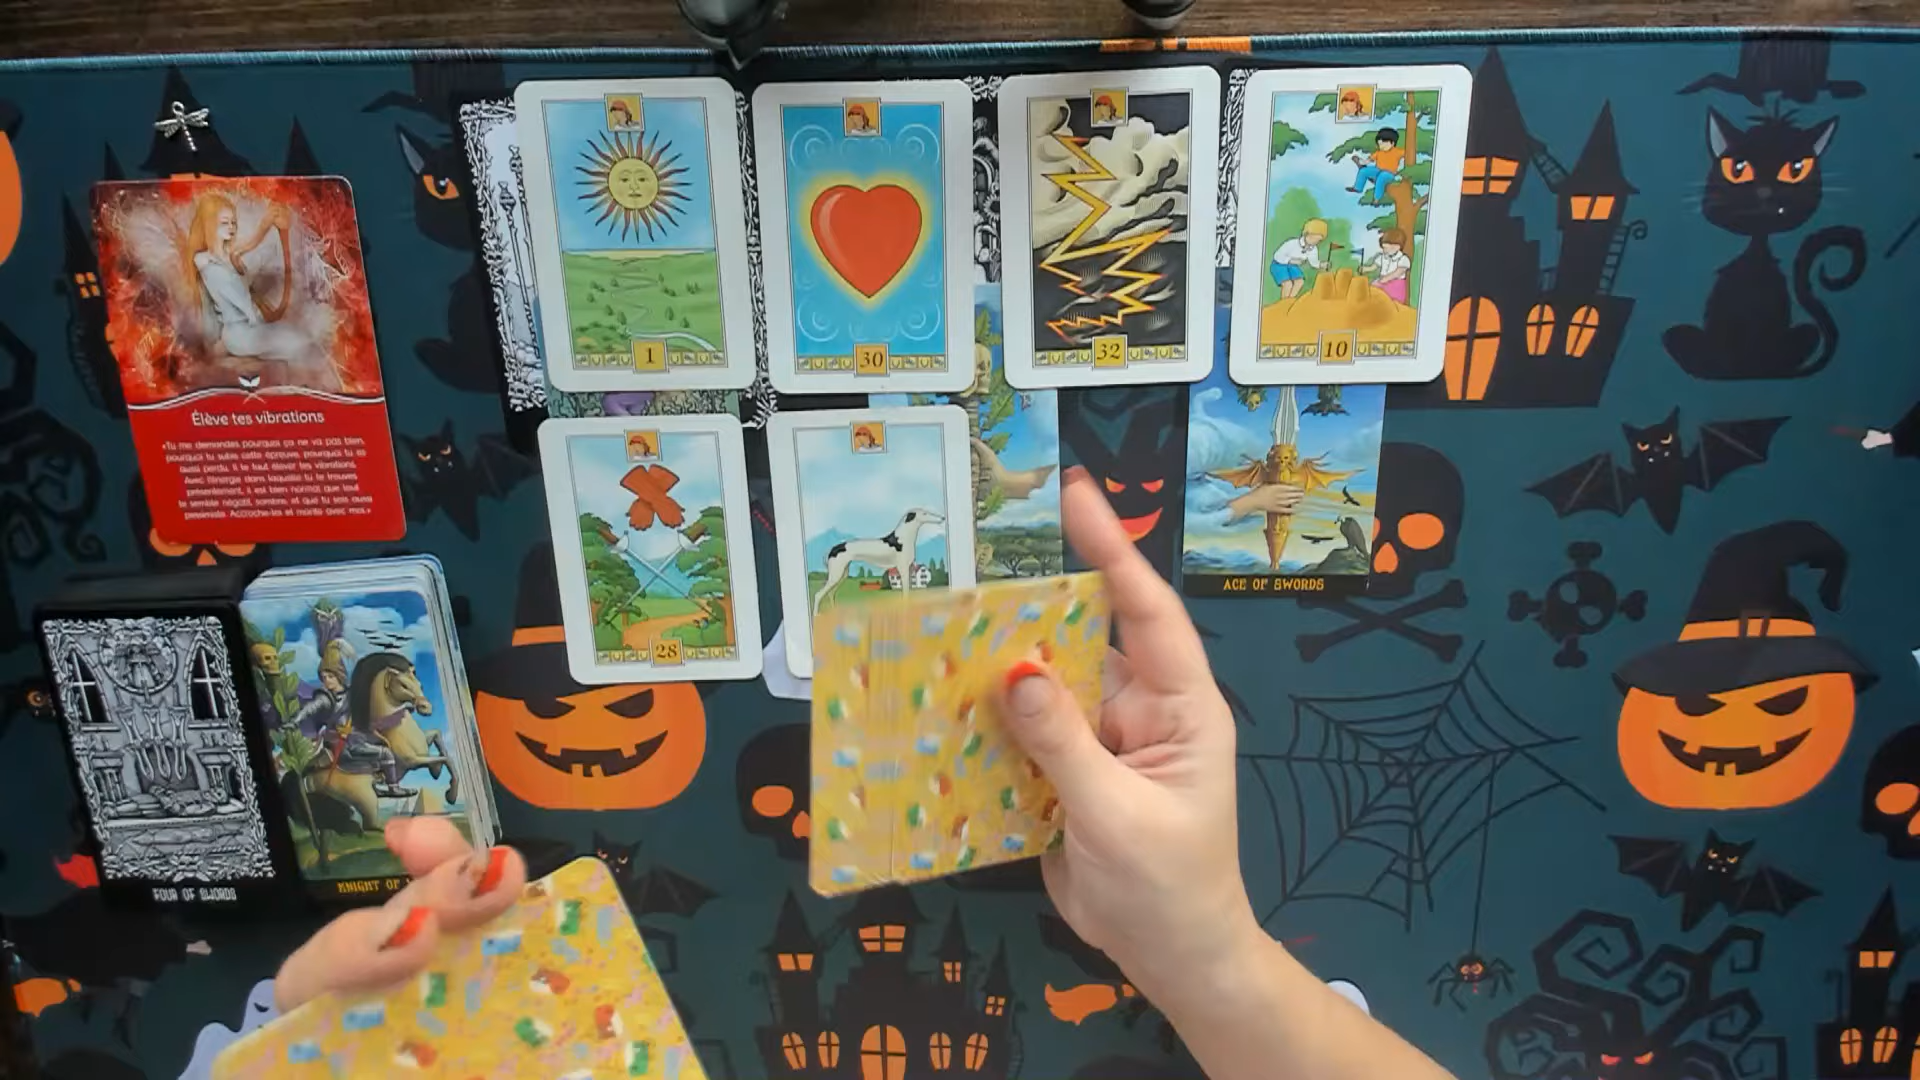 1
30
32
10
Élève tes vibrations
«Tu me demandes pourquoi ça ne va pas bien,
pourquoi tu subis cette épreuve, pourquoi tu es
aussi perdu. Il te faut élever tes vibrations.
Avec l'énergie dans laquelle tu te trouves
présentement, il est bien normal que tout
te semble négatif, sombre, et que tu sois aussi
pessimiste. Accroche-toi et monte avec moi.»
28
ACE OF SWORDS
FOUR OF SWORDS
KNIGHT OF